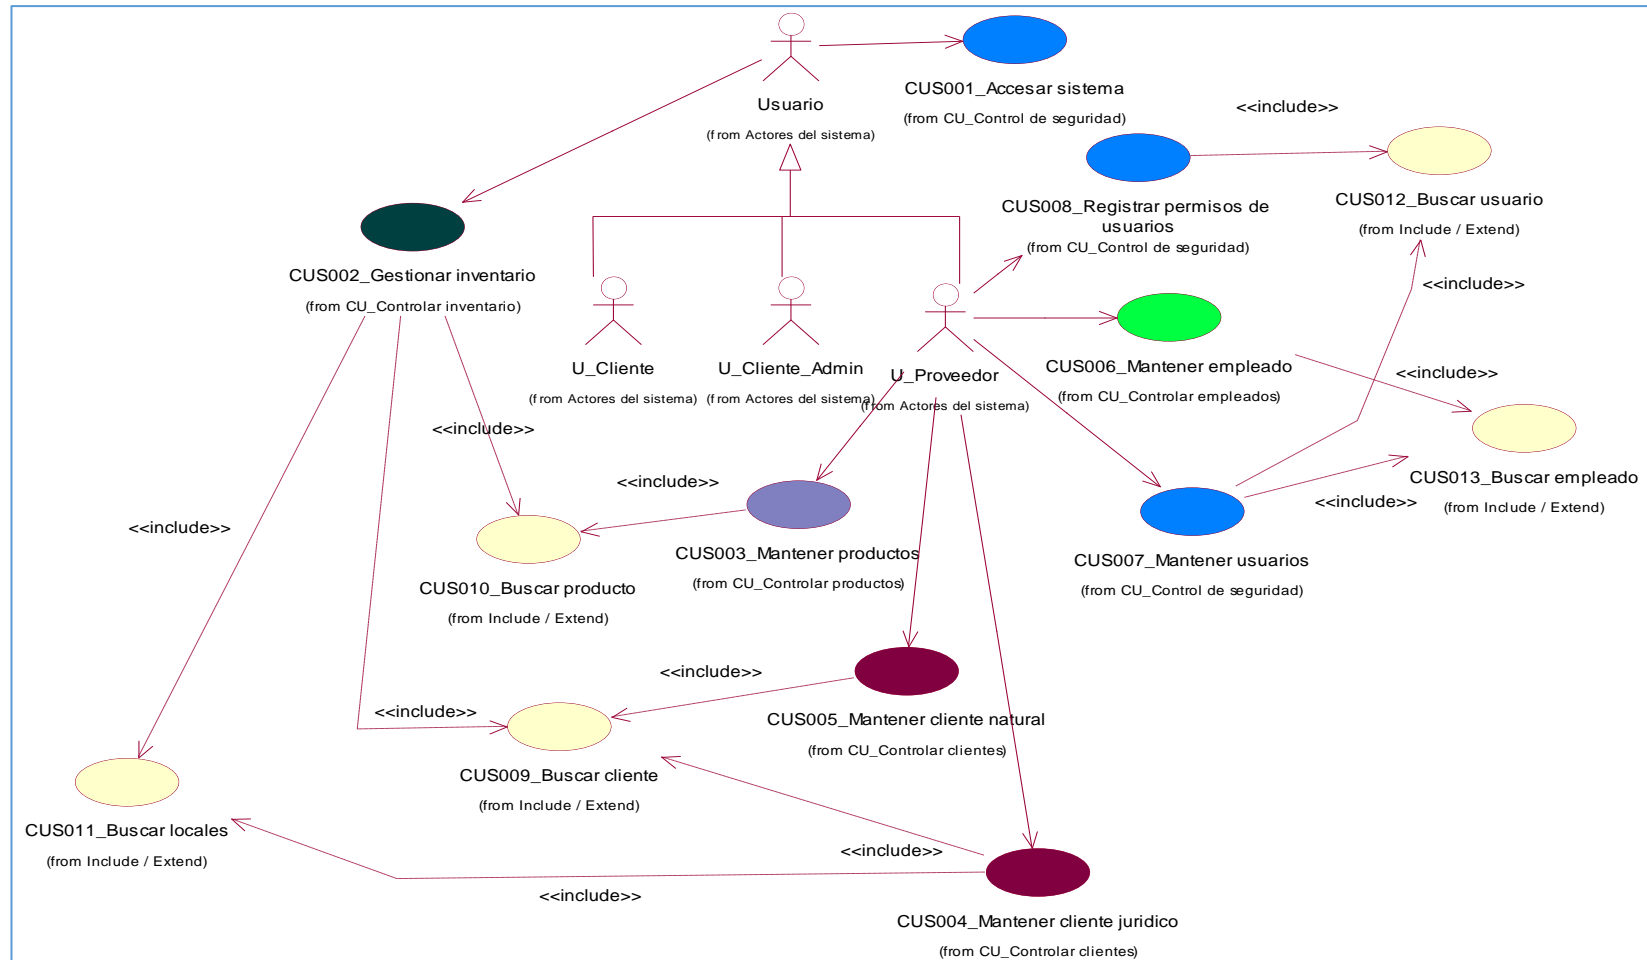 Usuario
(from Actores del sistema)
CUS001_Accesar sistema
(from CU_Control de seguridad)
<<include>>
CUS008_Registrar permisos de
usuarios
(from CU_Control de seguridad)
CUS012_Buscar usuario
(from Include / Extend)
CUS002_Gestionar inventario
(from CU_Controlar inventario)
<<include>>
U_Cliente
(from Actores del sistema)
U_Cliente_Admin
(from Actores del sistema)
U_Proveedor
(from Actores del sistema)
CUS006_Mantener empleado
(from CU_Controlar empleados)
<<include>>
<<include>>
<<include>>
CUS013_Buscar empleado
(from Include / Extend)
<<include>>
<<include>>
CUS003_Mantener productos
(from CU_Controlar productos)
CUS007_Mantener usuarios
(from CU_Control de seguridad)
CUS010_Buscar producto
(from Include / Extend)
<<include>>
<<include>>
CUS005_Mantener cliente natural
(from CU_Controlar clientes)
CUS009_Buscar cliente
(from Include / Extend)
CUS011_Buscar locales
(from Include / Extend)
<<include>>
<<include>>
CUS004_Mantener cliente juridico
(from CU_Controlar clientes)